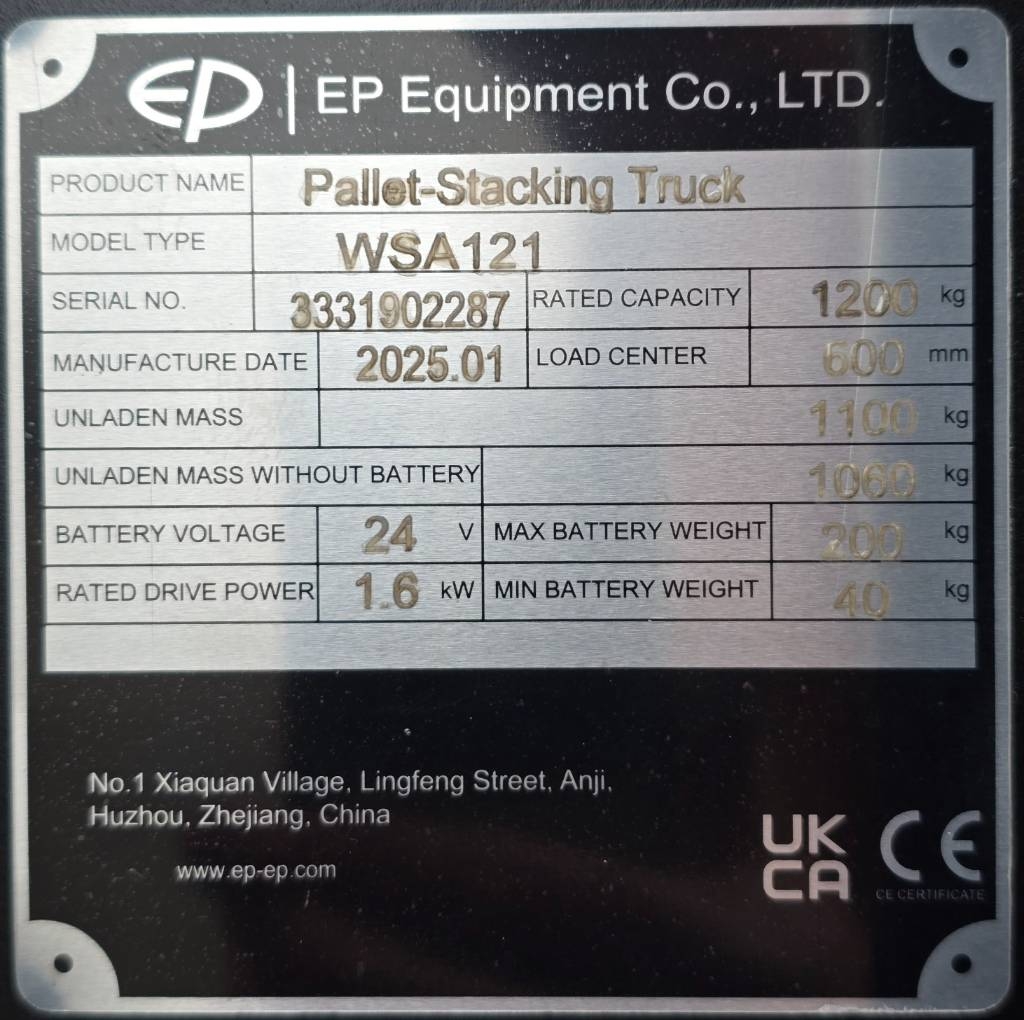 EP | EP Equipment Co., LTD.
PRODUCT NAME Pallet-Stacking Truck
MODEL TYPE WSA121
SERIAL NO. 3331902287 RATED CAPACITY 1200 kg
MANUFACTURE DATE 2025.01 LOAD CENTER 600 mm
UNLADEN MASS 1100 kg
UNLADEN MASS WITHOUT BATTERY 1060 kg
BATTERY VOLTAGE 24 V MAX BATTERY WEIGHT 200 kg
RATED DRIVE POWER 1.6 kW MIN BATTERY WEIGHT 40 kg
No.1 Xiaquan Village, Lingfeng Street, Anji,
Huzhou, Zhejiang, China
www.ep-ep.com
UK
CA
CE
CE CERTIFICATE